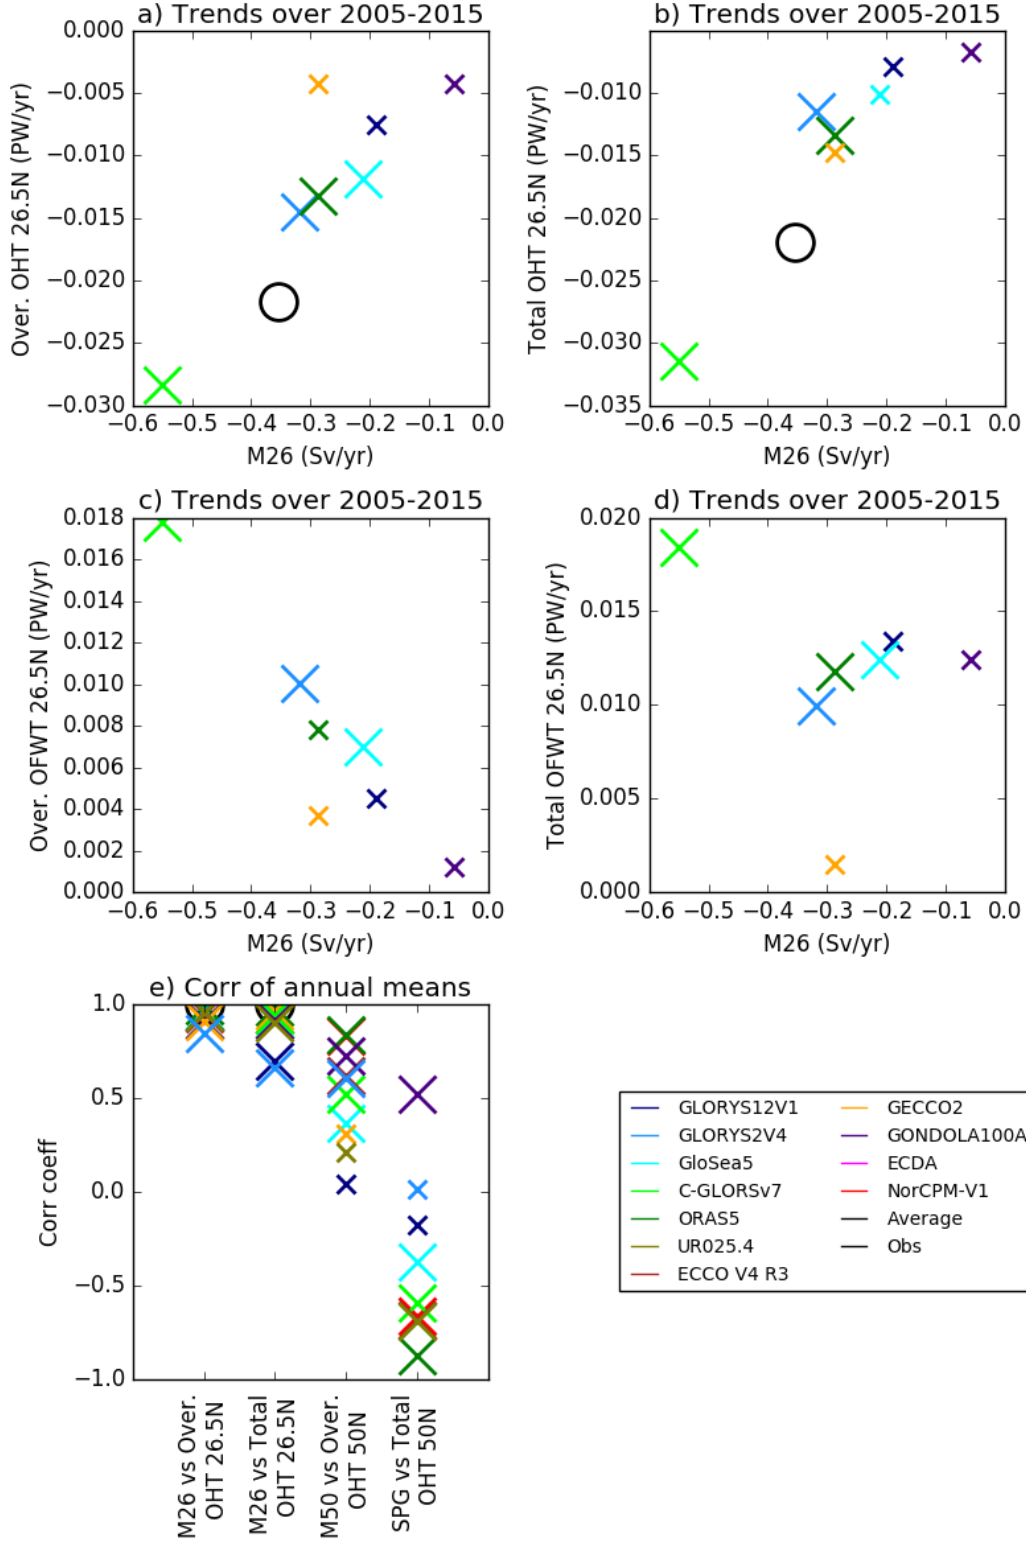 a) Trends over 2005-2015
0.000
−0.005
−0.010
−0.015
−0.020
−0.025
−0.030
Over. OHT 26.5N (PW/yr)
−0.6 −0.5 −0.4 −0.3 −0.2 −0.1 0.0
M26 (Sv/yr)
b) Trends over 2005-2015
−0.010
−0.015
−0.020
−0.025
−0.030
−0.035
Total OHT 26.5N (PW/yr)
−0.6 −0.5 −0.4 −0.3 −0.2 −0.1 0.0
M26 (Sv/yr)
c) Trends over 2005-2015
0.018
0.016
0.014
0.012
0.010
0.008
0.006
0.004
0.002
0.000
Over. OFWT 26.5N (PW/yr)
−0.6 −0.5 −0.4 −0.3 −0.2 −0.1 0.0
M26 (Sv/yr)
d) Trends over 2005-2015
0.020
0.015
0.010
0.005
0.000
Total OFWT 26.5N (PW/yr)
−0.6 −0.5 −0.4 −0.3 −0.2 −0.1 0.0
M26 (Sv/yr)
e) Corr of annual means
1.0
0.5
0.0
−0.5
−1.0
Corr coeff
M26 vs Over.
OHT 26.5N
M26 vs Total
OHT 26.5N
M50 vs Over.
OHT 50N
SPG vs Total
OHT 50N
GLORYS12V1
GLORYS2V4
GloSea5
C-GLORSv7
ORAS5
UR025.4
ECCO V4 R3
GECCO2
GONDOLA100A
ECDA
NorCPM-V1
Average
Obs